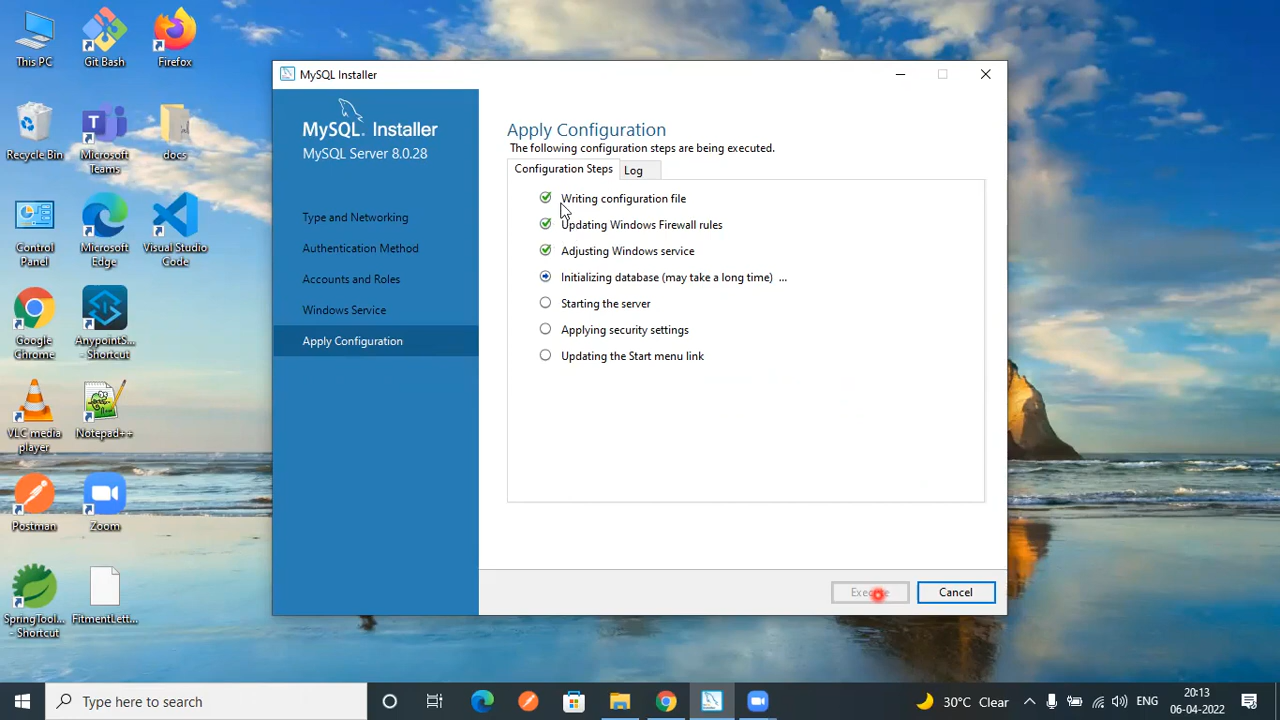 This PC
Git Bash
Firefox
Recycle Bin
Microsoft
Teams
docs
Control
Panel
Microsoft
Edge
Visual Studio
Code
Google
Chrome
AnypointS...
- Shortcut
VLC media
player
Notepad++
Postman
Zoom
SpringTool...
- Shortcut
FitmentLett...
MySQL Installer
MySQL. Installer
MySQL Server 8.0.28
Type and Networking
Authentication Method
Accounts and Roles
Windows Service
Apply Configuration
Apply Configuration
The following configuration steps are being executed.
Configuration Steps
Log
Writing configuration file
Updating Windows Firewall rules
Adjusting Windows service
Initializing database (may take a long time) ...
Starting the server
Applying security settings
Updating the Start menu link
Execute
Cancel
Type here to search
30°C Clear
ENG
20:13
06-04-2022